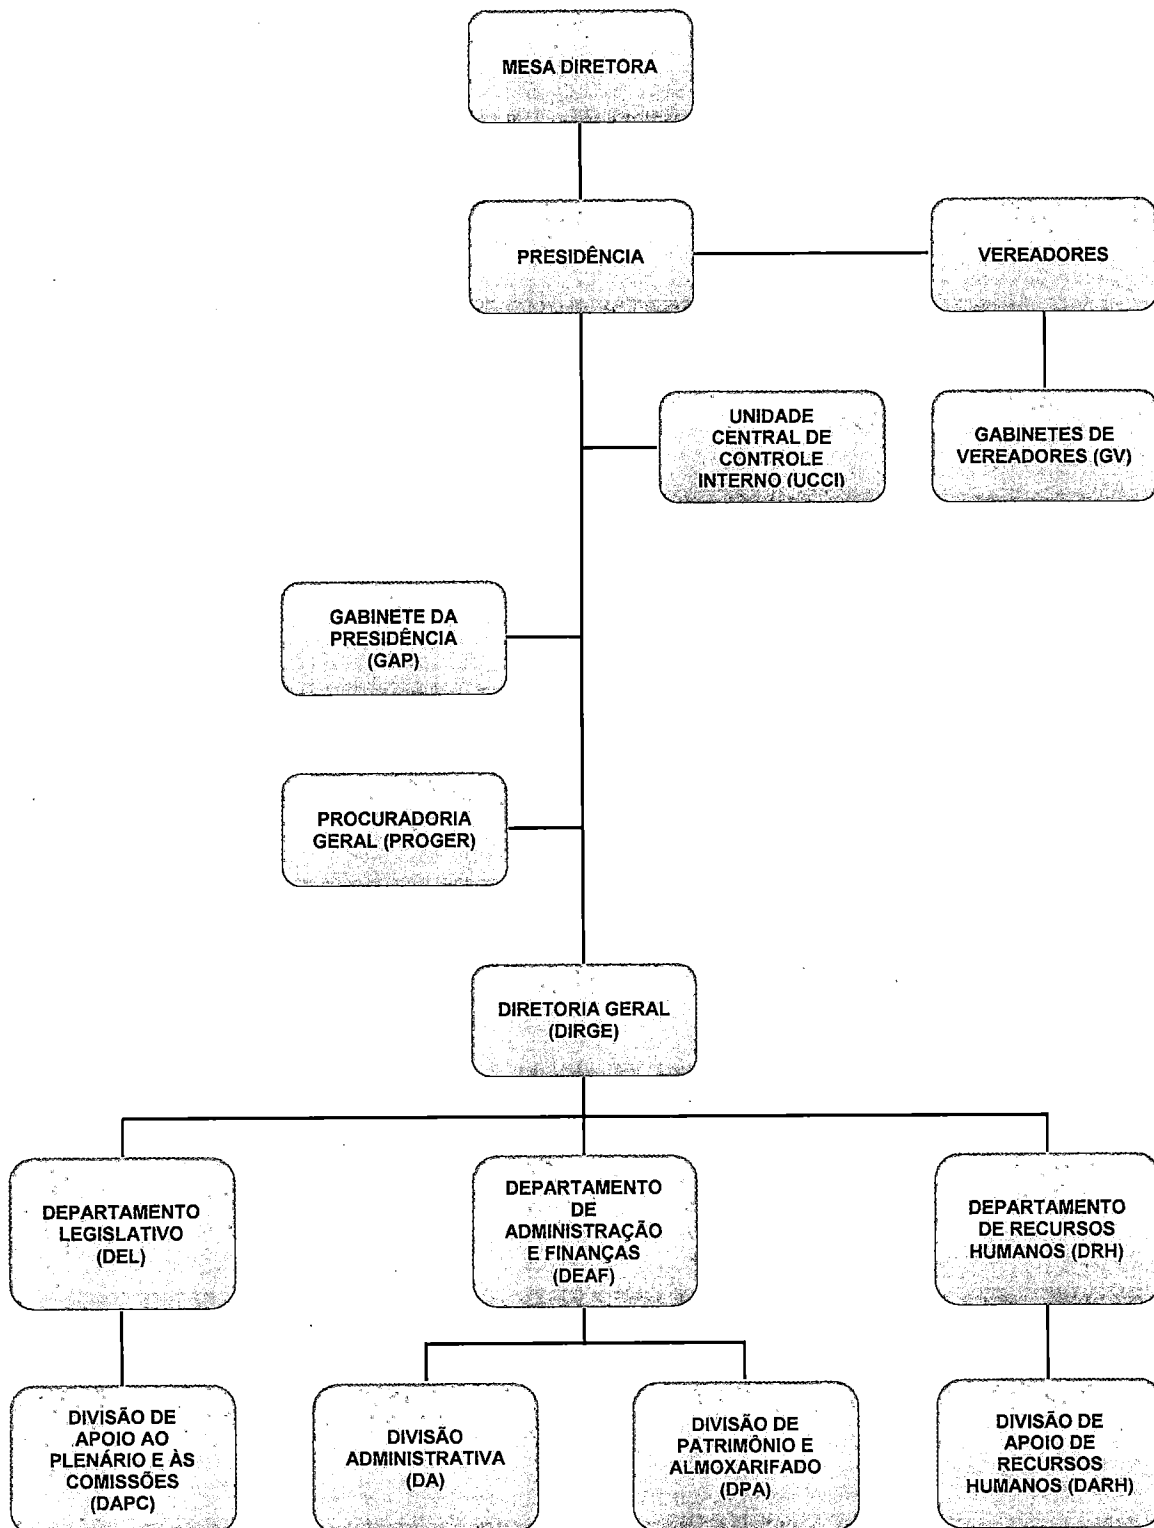 MESA DIRETORA
PRESIDÊNCIA
VEREADORES
UNIDADE
CENTRAL DE
CONTROLE
INTERNO (UCCI)
GABINETES DE
VEREADORES (GV)
GABINETE DA
PRESIDÊNCIA
(GAP)
PROCURADORIA
GERAL (PROGER)
DIRETORIA GERAL
(DIRGE)
DEPARTAMENTO
LEGISLATIVO
(DEL)
DEPARTAMENTO
DE
ADMINISTRAÇÃO
E FINANÇAS
(DEAF)
DEPARTAMENTO
DE RECURSOS
HUMANOS (DRH)
DIVISÃO DE
APOIO AO
PLENÁRIO E ÀS
COMISSÕES
(DAPC)
DIVISÃO
ADMINISTRATIVA
(DA)
DIVISÃO DE
PATRIMÔNIO E
ALMOXARIFADO
(DPA)
DIVISÃO DE
APOIO DE
RECURSOS
HUMANOS (DARH)